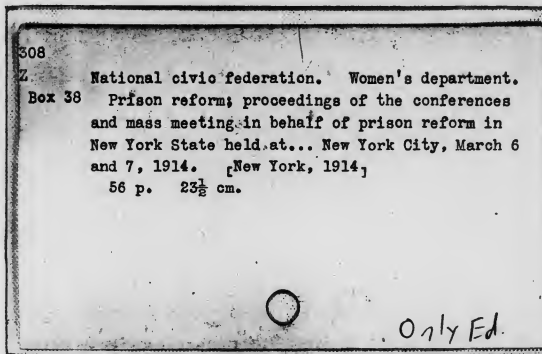 308
Z National civic federation. Women's department.
Box 38 Prison reform; proceedings of the conferences
and mass meeting in behalf of prison reform in
New York State held at... New York City, March 6
and 7, 1914. [New York, 1914]
56 p. 23½ cm.
Only Ed.